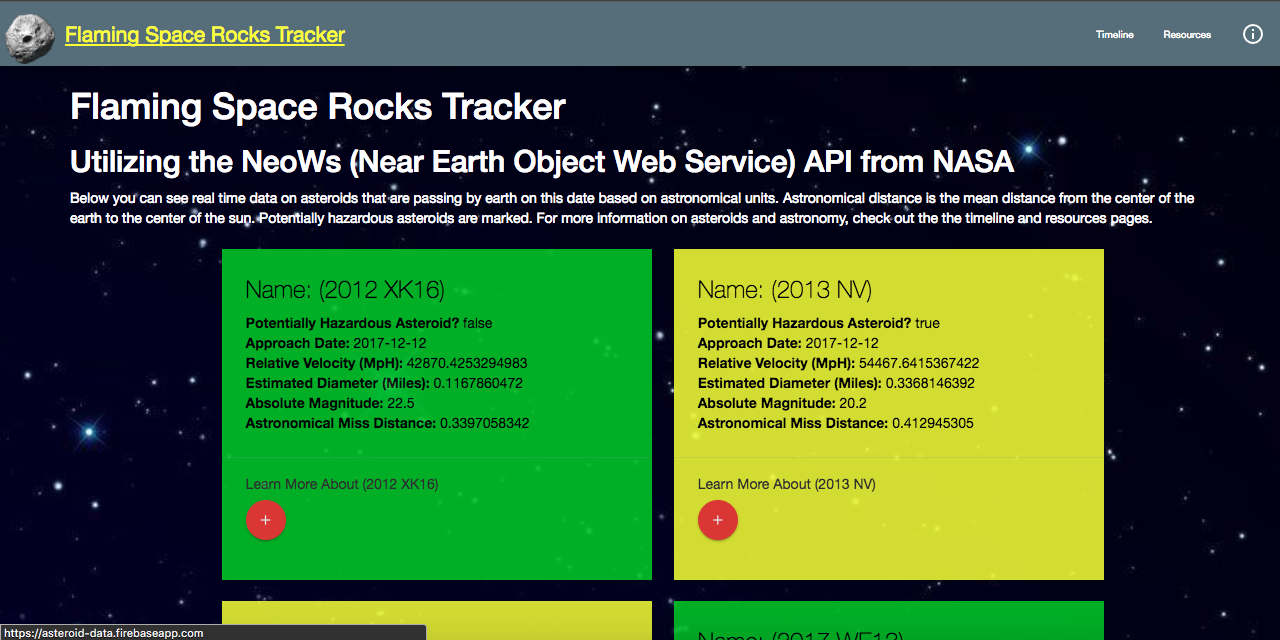 Flaming Space Rocks Tracker
Timeline
Resources
Flaming Space Rocks Tracker
Utilizing the NeoWs (Near Earth Object Web Service) API from NASA
Below you can see real time data on asteroids that are passing by earth on this date based on astronomical units. Astronomical distance is the mean distance from the center of the
earth to the center of the sun. Potentially hazardous asteroids are marked. For more information on asteroids and astronomy, check out the the timeline and resources pages.
Name: (2012 XK16)
Potentially Hazardous Asteroid? false
Approach Date: 2017-12-12
Relative Velocity (MpH): 42870.4253294983
Estimated Diameter (Miles): 0.1167860472
Absolute Magnitude: 22.5
Astronomical Miss Distance: 0.3397058342
Learn More About (2012 XK16)
+
Name: (2013 NV)
Potentially Hazardous Asteroid? true
Approach Date: 2017-12-12
Relative Velocity (MpH): 54467.6415367422
Estimated Diameter (Miles): 0.3368146392
Absolute Magnitude: 20.2
Astronomical Miss Distance: 0.412945305
Learn More About (2013 NV)
+
Name: (2017
https://asteroid-data.firebaseapp.com